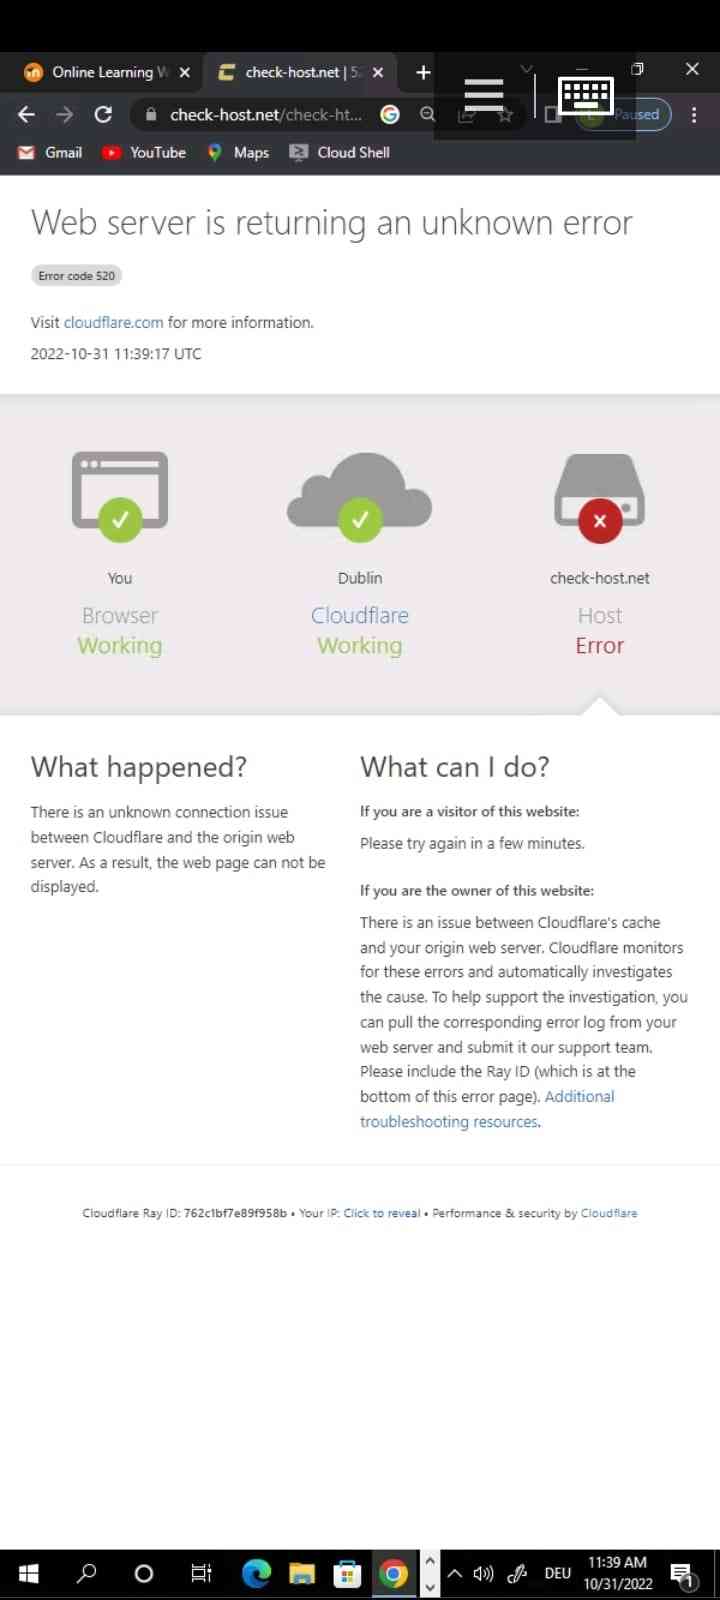 Online Learning W
check-host.net | 52
check-host.net/check-ht...
Paused
Gmail
YouTube
Maps
Cloud Shell
Web server is returning an unknown error
Error code 520
Visit cloudflare.com for more information.
2022-10-31 11:39:17 UTC
You
Browser
Working
Dublin
Cloudflare
Working
check-host.net
Host
Error
What happened?
There is an unknown connection issue
between Cloudflare and the origin web
server. As a result, the web page can not be
displayed.
What can I do?
If you are a visitor of this website:
Please try again in a few minutes.
If you are the owner of this website:
There is an issue between Cloudflare's cache
and your origin web server. Cloudflare monitors
for these errors and automatically investigates
the cause. To help support the investigation, you
can pull the corresponding error log from your
web server and submit it our support team.
Please include the Ray ID (which is at the
bottom of this error page). Additional
troubleshooting resources.
Cloudflare Ray ID: 762c1bf7e89f958b • Your IP: Click to reveal • Performance & security by Cloudflare
DEU
11:39 AM
10/31/2022
1